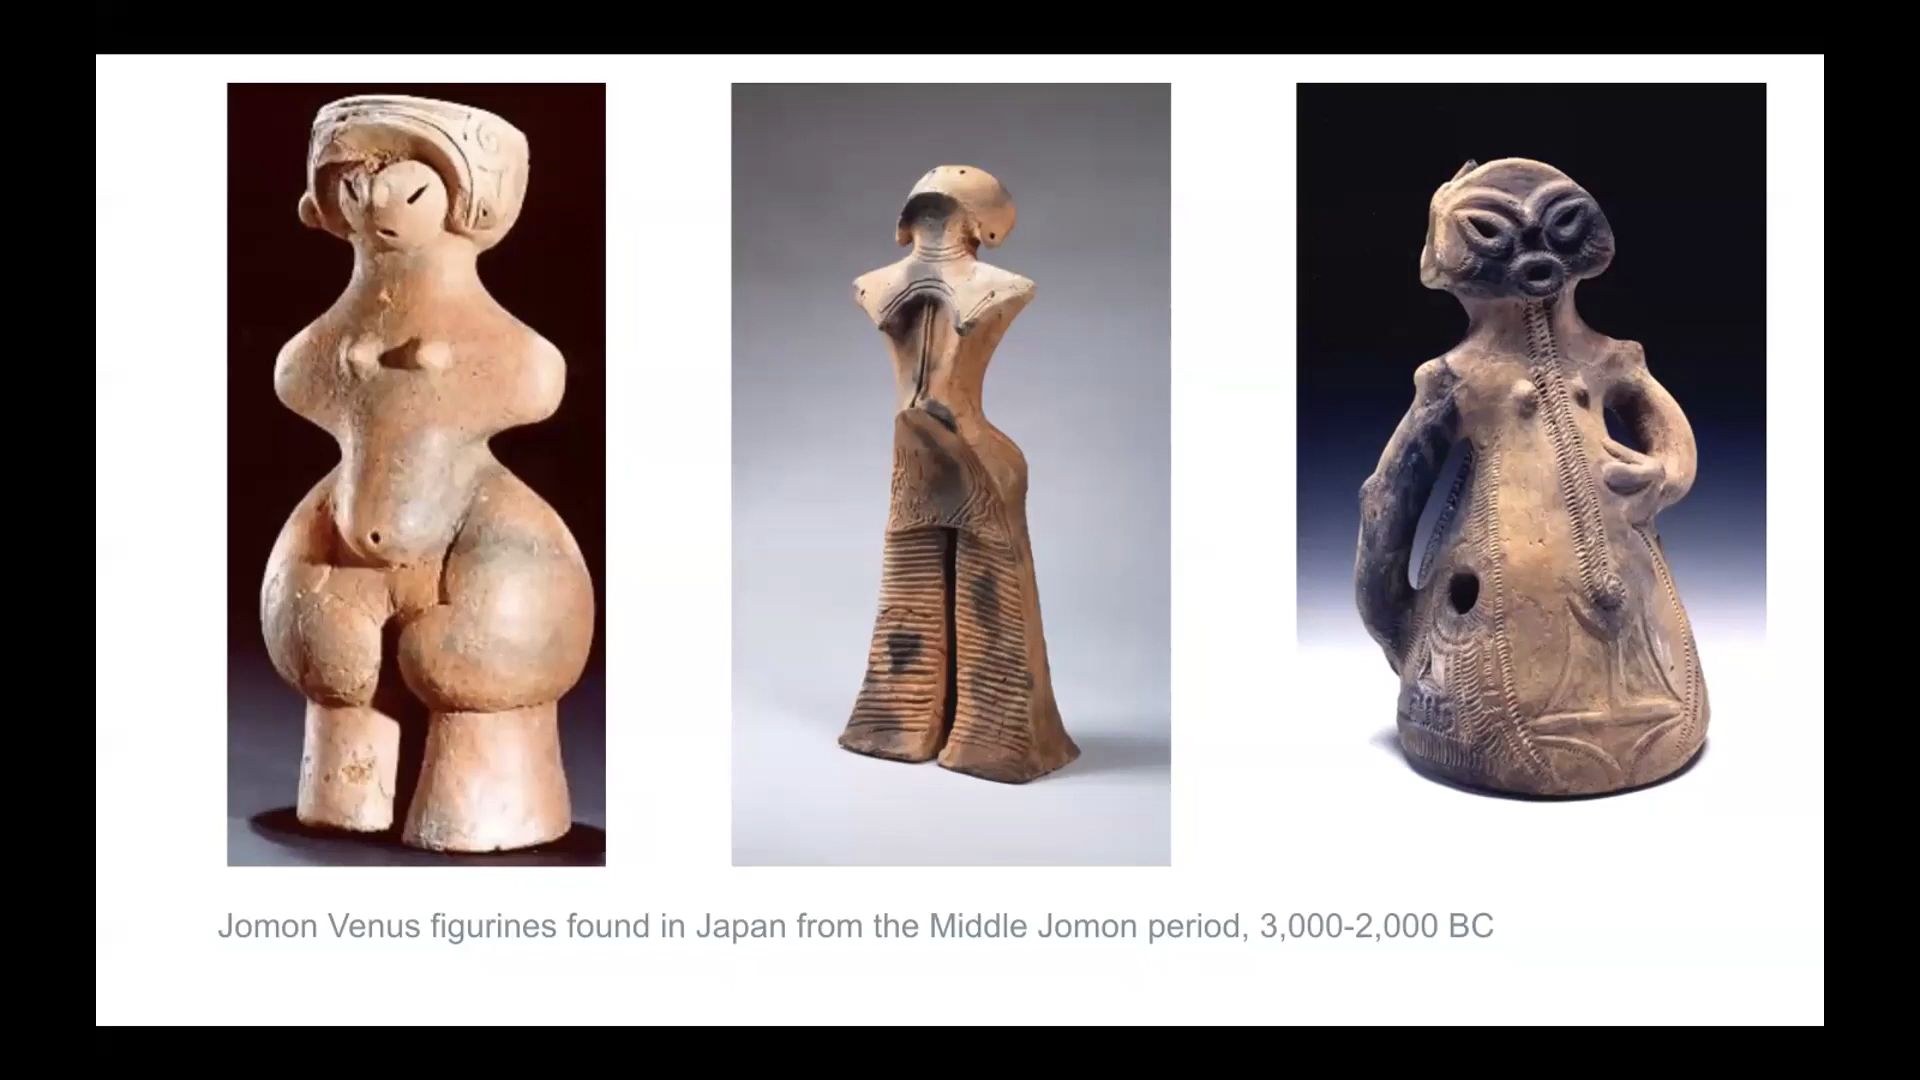 Jomon Venus figurines found in Japan from the Middle Jomon period, 3,000-2,000 BC